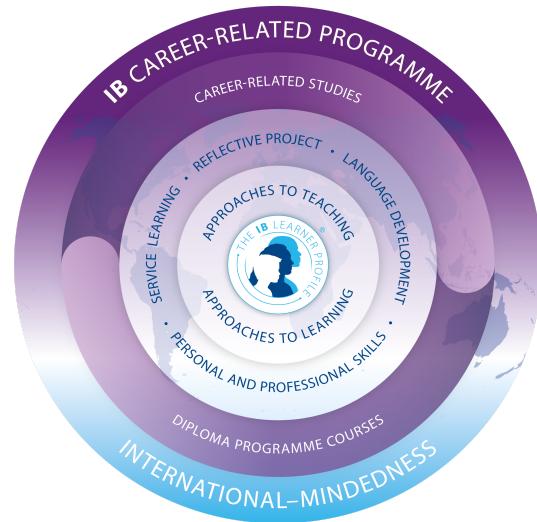 IB CAREER-RELATED PROGRAMME
CAREER-RELATED STUDIES
SERVICE LEARNING • REFLECTIVE PROJECT • LANGUAGE DEVELOPMENT
APPROACHES TO TEACHING
THE IB LEARNER PROFILE®
APPROACHES TO LEARNING
• PERSONAL AND PROFESSIONAL SKILLS •
DIPLOMA PROGRAMME COURSES
INTERNATIONAL–MINDEDNESS